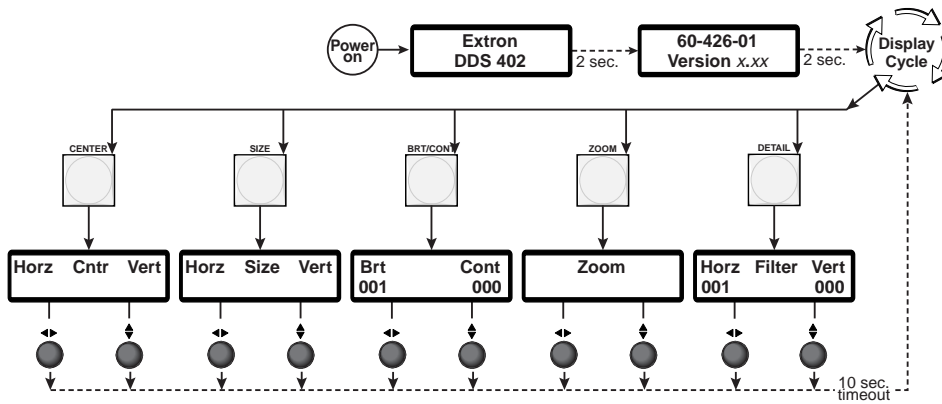 Power
on
Extron
DDS 402
2 sec.
60-426-01
Version x.xx
2 sec.
Display
Cycle
CENTER
SIZE
BRT/CONT
ZOOM
DETAIL
Horz Cntr Vert
Horz Size Vert
Brt Cont
001 000
Zoom
Horz Filter Vert
001 000
10 sec.
timeout